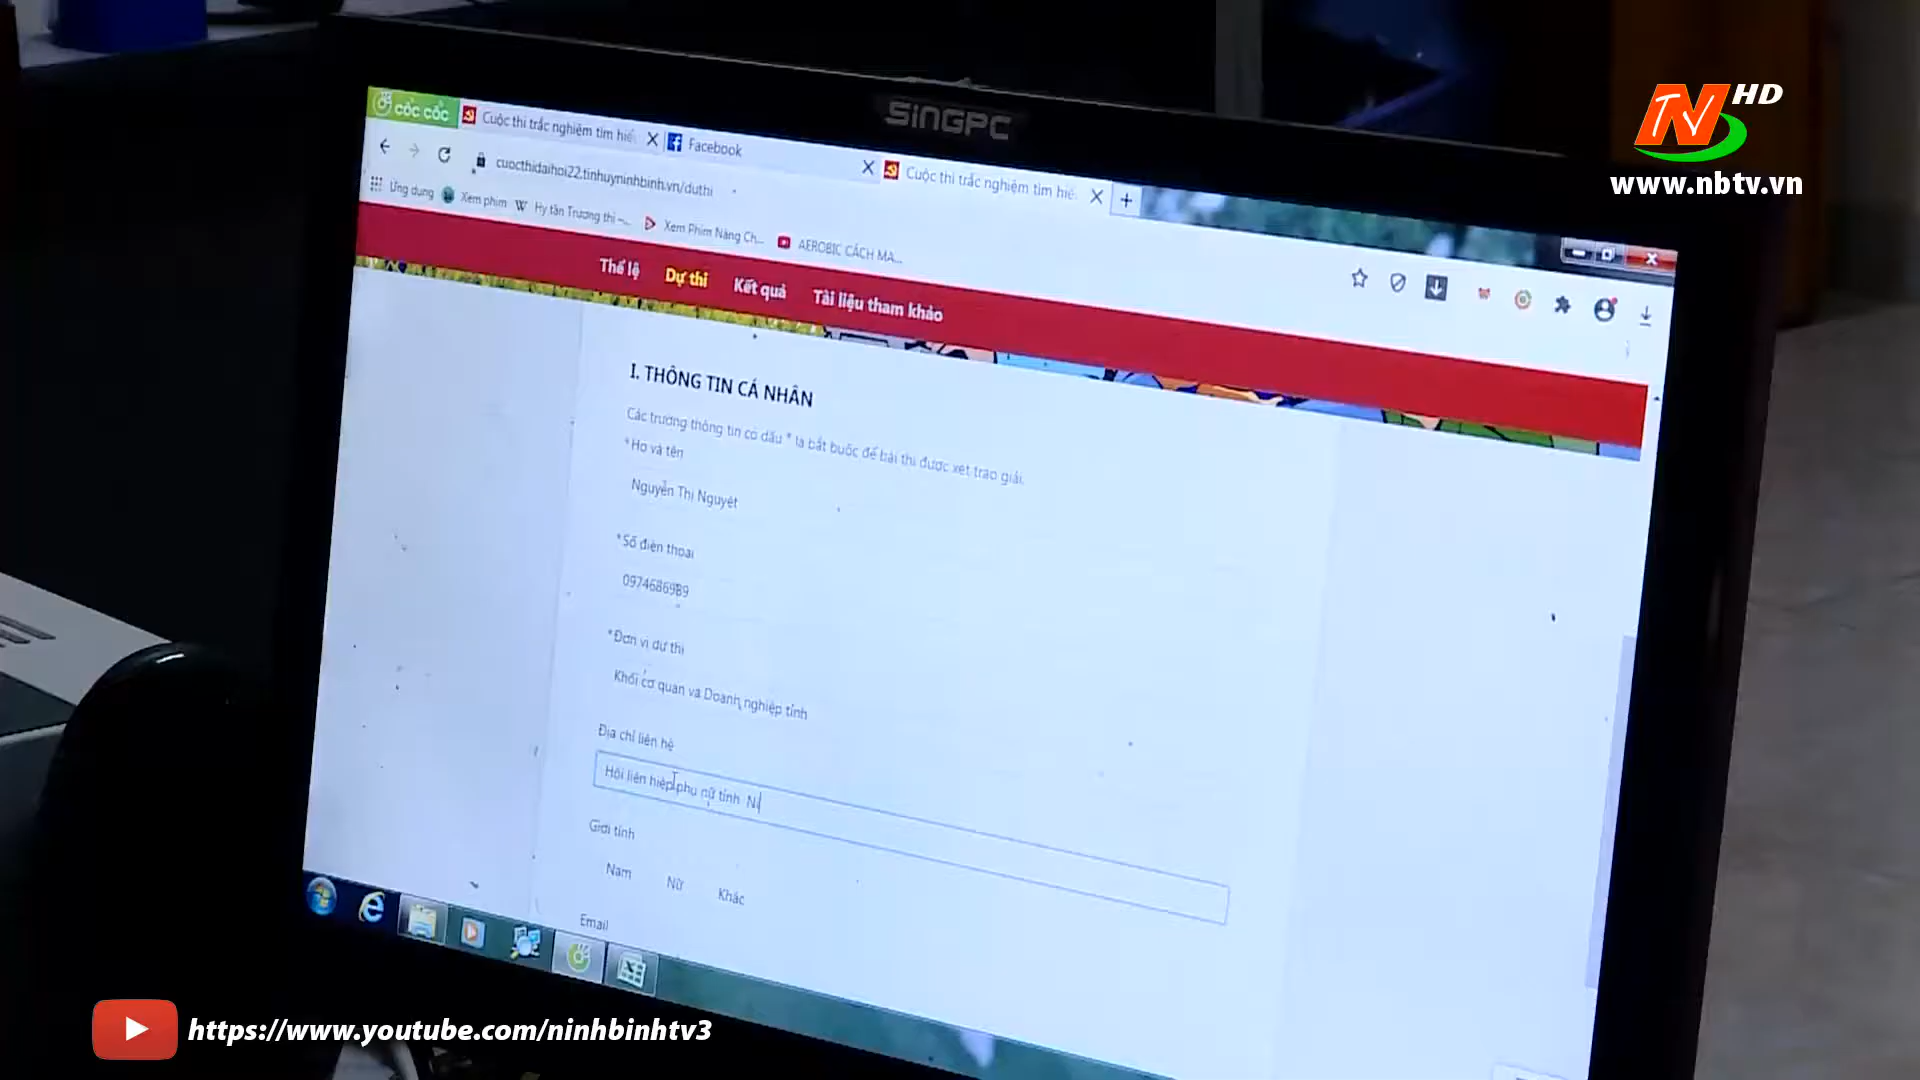 SINGPC
HD
www.nbtv.vn
cốc cốc
Cuộc thi trắc nghiệm tìm hiể
Facebook
Cuộc thi trắc nghiệm tìm hiể
cuocthidaihoi22.tinhuyninhbinh.vn/duthi
Ứng dụng
Xem phim
Hy tần Trương thị –...
Xem Phim Nàng Ch...
AEROBIC CÁCH MA...
Thể lệ
Dự thi
Kết quả
Tài liệu tham khảo
I. THÔNG TIN CÁ NHÂN
Các trường thông tin có dấu * là bắt buộc để bài thi được xét trao giải.
*Họ và tên
Nguyễn Thị Nguyệt
*Số điện thoại
0974686989
*Đơn vị dự thi
Khối cơ quan và Doanh nghiệp tỉnh
Địa chỉ liên hệ
Hội liên hiệp phụ nữ tỉnh Ni
Giới tính
Nam
Nữ
Khác
Email
https://www.youtube.com/ninhbinhtv3